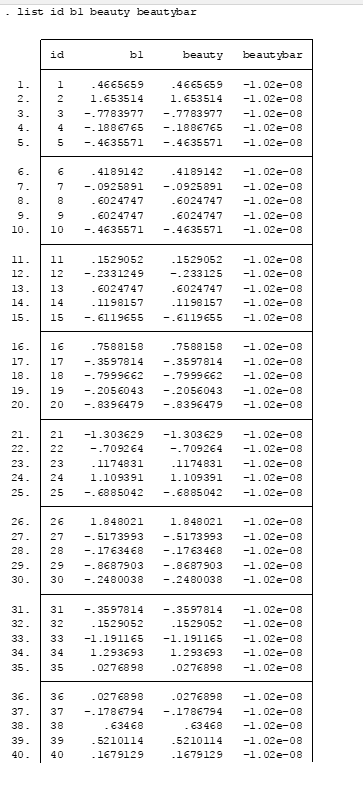 . list id b1 beauty beautybar
id b1 beauty beautybar
1. 1 .4665659 .4665659 -1.02e-08
2. 2 1.653514 1.653514 -1.02e-08
3. 3 -.7783977 -.7783977 -1.02e-08
4. 4 -.1886765 -.1886765 -1.02e-08
5. 5 -.4635571 -.4635571 -1.02e-08
6. 6 .4189142 .4189142 -1.02e-08
7. 7 -.0925891 -.0925891 -1.02e-08
8. 8 .6024747 .6024747 -1.02e-08
9. 9 .6024747 .6024747 -1.02e-08
10. 10 -.4635571 -.4635571 -1.02e-08
11. 11 .1529052 .1529052 -1.02e-08
12. 12 -.2331249 -.233125 -1.02e-08
13. 13 .6024747 .6024747 -1.02e-08
14. 14 .1198157 .1198157 -1.02e-08
15. 15 -.6119655 -.6119655 -1.02e-08
16. 16 .7588158 .7588158 -1.02e-08
17. 17 -.3597814 -.3597814 -1.02e-08
18. 18 -.7999662 -.7999662 -1.02e-08
19. 19 -.2056043 -.2056043 -1.02e-08
20. 20 -.8396479 -.8396479 -1.02e-08
21. 21 -1.303629 -1.303629 -1.02e-08
22. 22 -.709264 -.709264 -1.02e-08
23. 23 .1174831 .1174831 -1.02e-08
24. 24 1.109391 1.109391 -1.02e-08
25. 25 -.6885042 -.6885042 -1.02e-08
26. 26 1.848021 1.848021 -1.02e-08
27. 27 -.5173993 -.5173993 -1.02e-08
28. 28 -.1763468 -.1763468 -1.02e-08
29. 29 -.8687903 -.8687903 -1.02e-08
30. 30 -.2480038 -.2480038 -1.02e-08
31. 31 -.3597814 -.3597814 -1.02e-08
32. 32 .1529052 .1529052 -1.02e-08
33. 33 -1.191165 -1.191165 -1.02e-08
34. 34 1.293693 1.293693 -1.02e-08
35. 35 .0276898 .0276898 -1.02e-08
36. 36 .0276898 .0276898 -1.02e-08
37. 37 -.1786794 -.1786794 -1.02e-08
38. 38 .63468 .63468 -1.02e-08
39. 39 .5210114 .5210114 -1.02e-08
40. 40 .1679129 .1679129 -1.02e-08